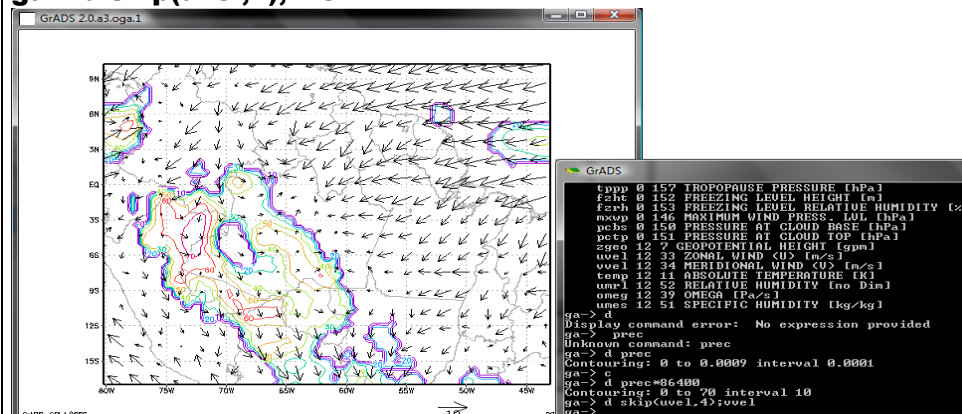 GrADS 2.0.a3.oga.1
9N
6N
3N
EQ
3S
6S
9S
12S
15S
80W 75W 70W 65W 60W 55W 50W 45W
10
GrADS
tppp 0 157 TROPOPAUSE PRESSURE [hPa]
fzht 0 152 FREEZING LEVEL HEIGHT [m]
fzrh 0 153 FREEZING LEVEL RELATIVE HUMIDITY [%
mxwp 0 146 MAXIMUM WIND PRESS. LVL [hPa]
pcbs 0 150 PRESSURE AT CLOUD BASE [hPa]
pctp 0 151 PRESSURE AT CLOUD TOP [hPa]
zgeo 12 7 GEOPOTENTIAL HEIGHT [gpm]
uvel 12 33 ZONAL WIND (U) [m/s]
vvel 12 34 MERIDIONAL WIND (V) [m/s]
temp 12 11 ABSOLUTE TEMPERATURE [K]
umrl 12 52 RELATIVE HUMIDITY [no Dim]
omeg 12 39 OMEGA [Pa/s]
umes 12 51 SPECIFIC HUMIDITY [kg/kg]
ga-> d
Display command error: No expression provided
ga-> prec
Unknown command: prec
ga-> d prec
Contouring: 0 to 0.0009 interval 0.0001
ga-> c
ga-> d prec*86400
Contouring: 0 to 70 interval 10
ga-> d skip(uvel,4);vvel
ga->